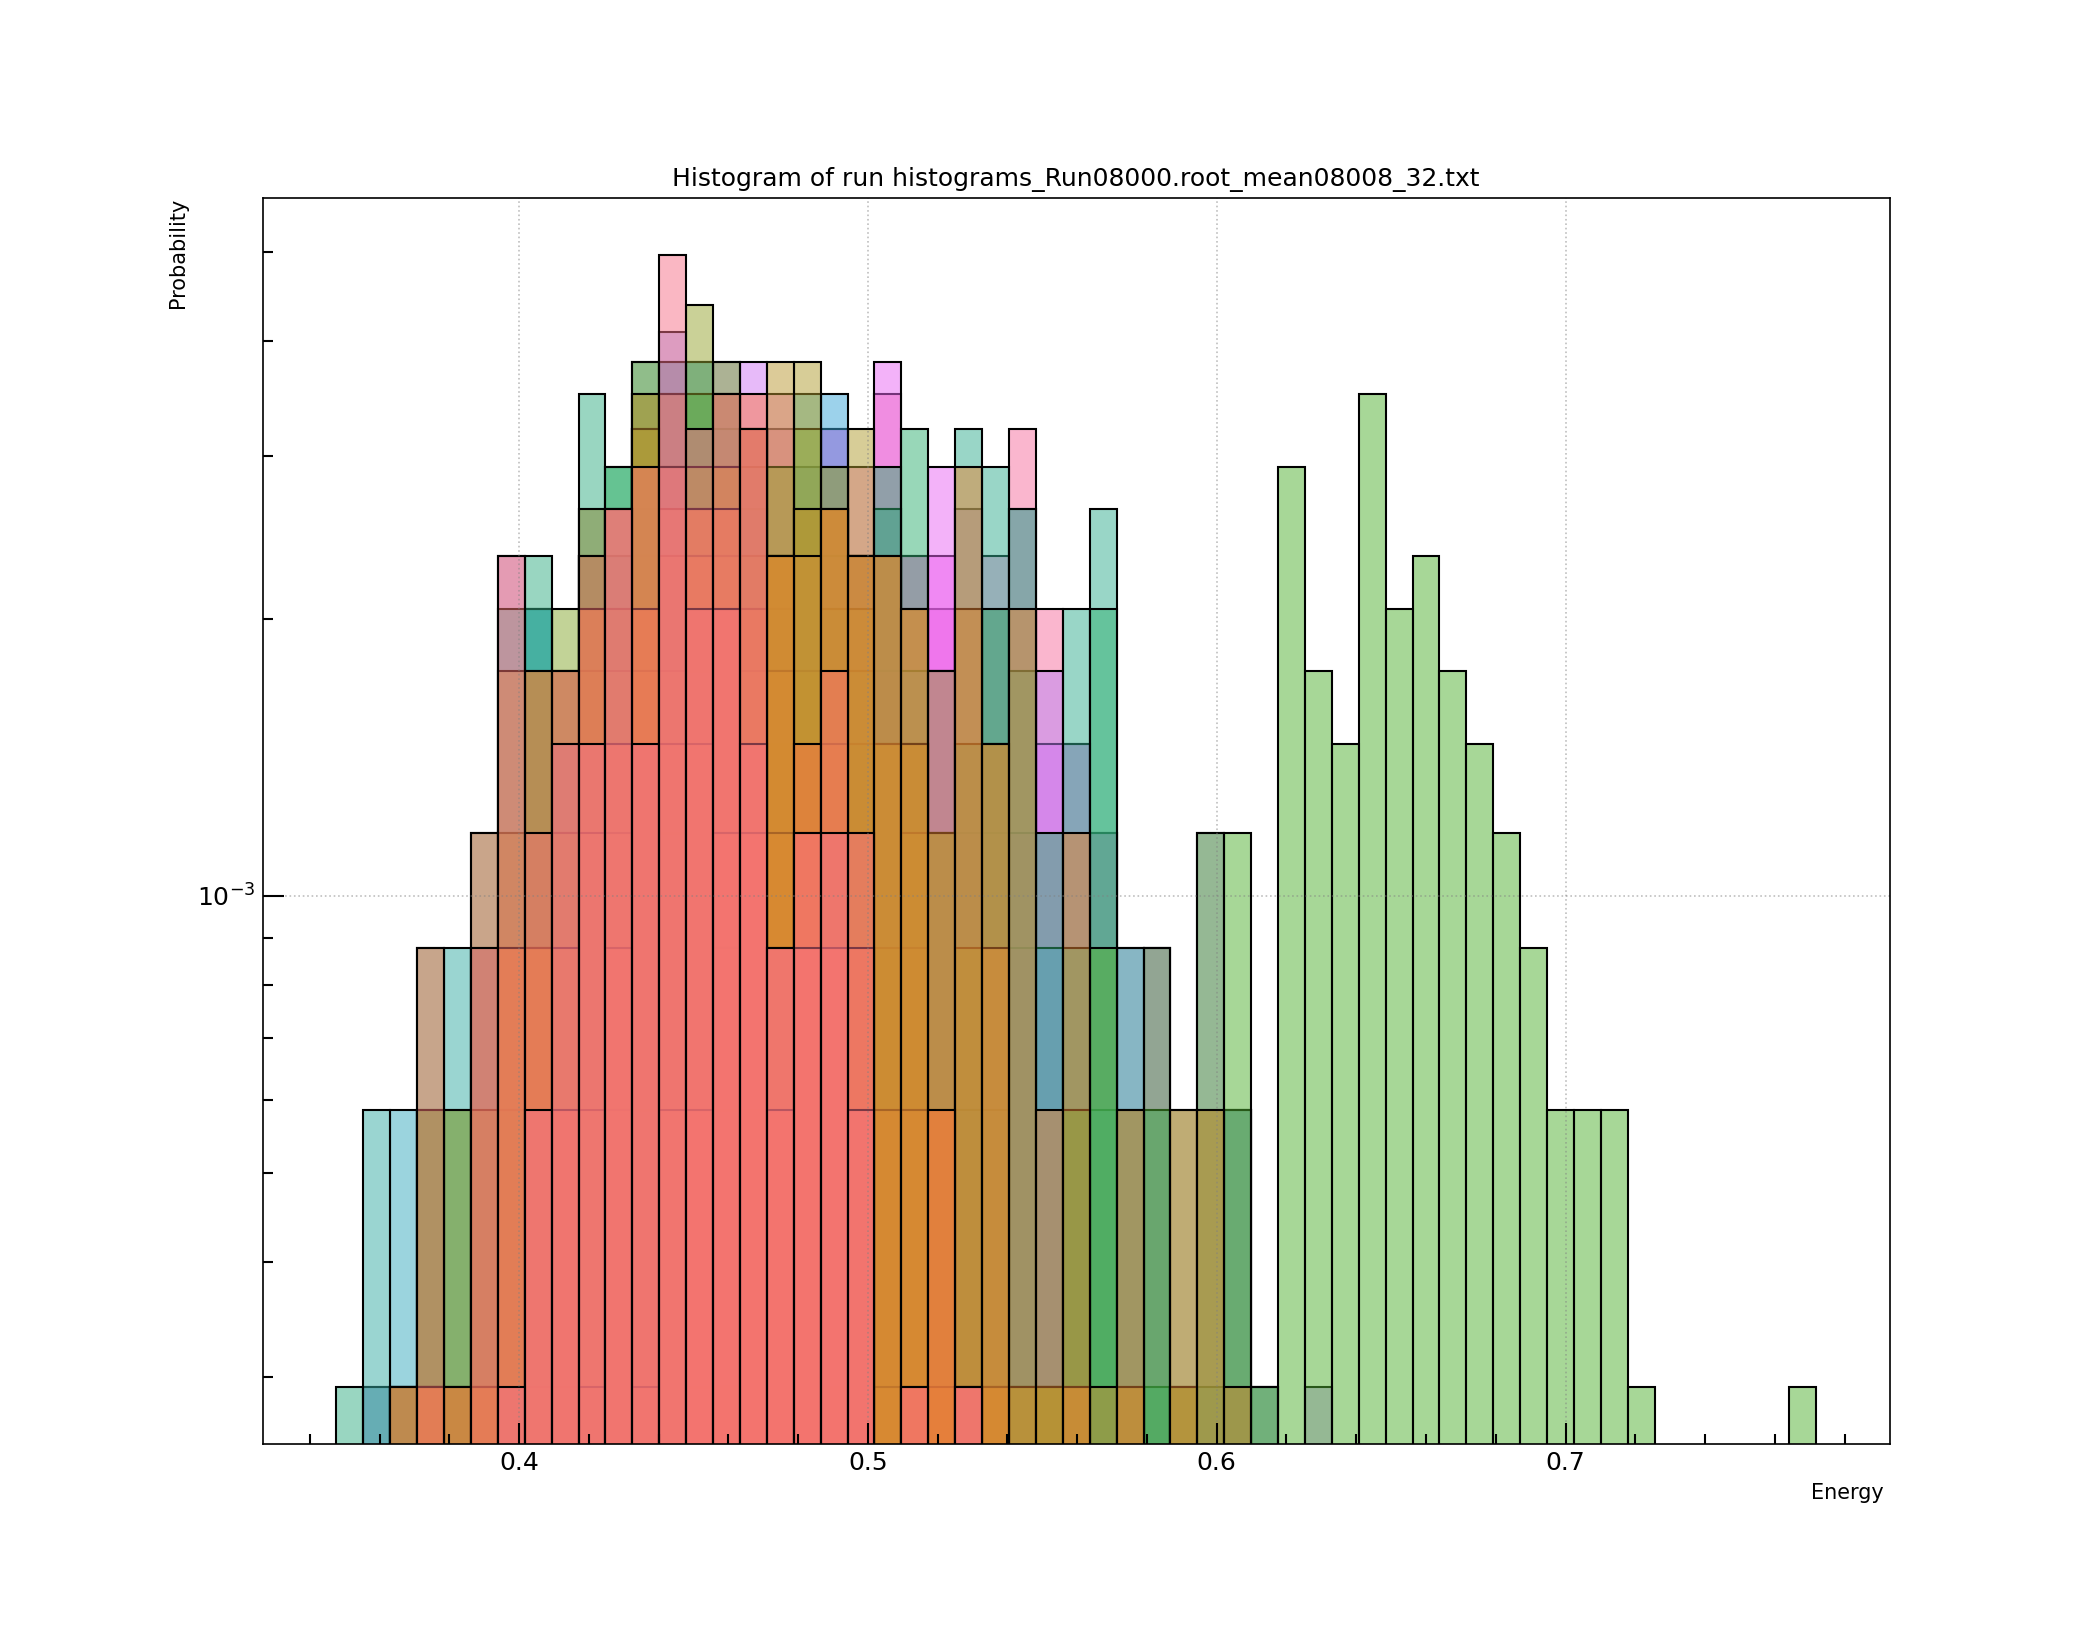 Histogram of run histograms_Run08000.root_mean08008_32.txt
Probability
10⁻³
0.4 0.5 0.6 0.7
Energy